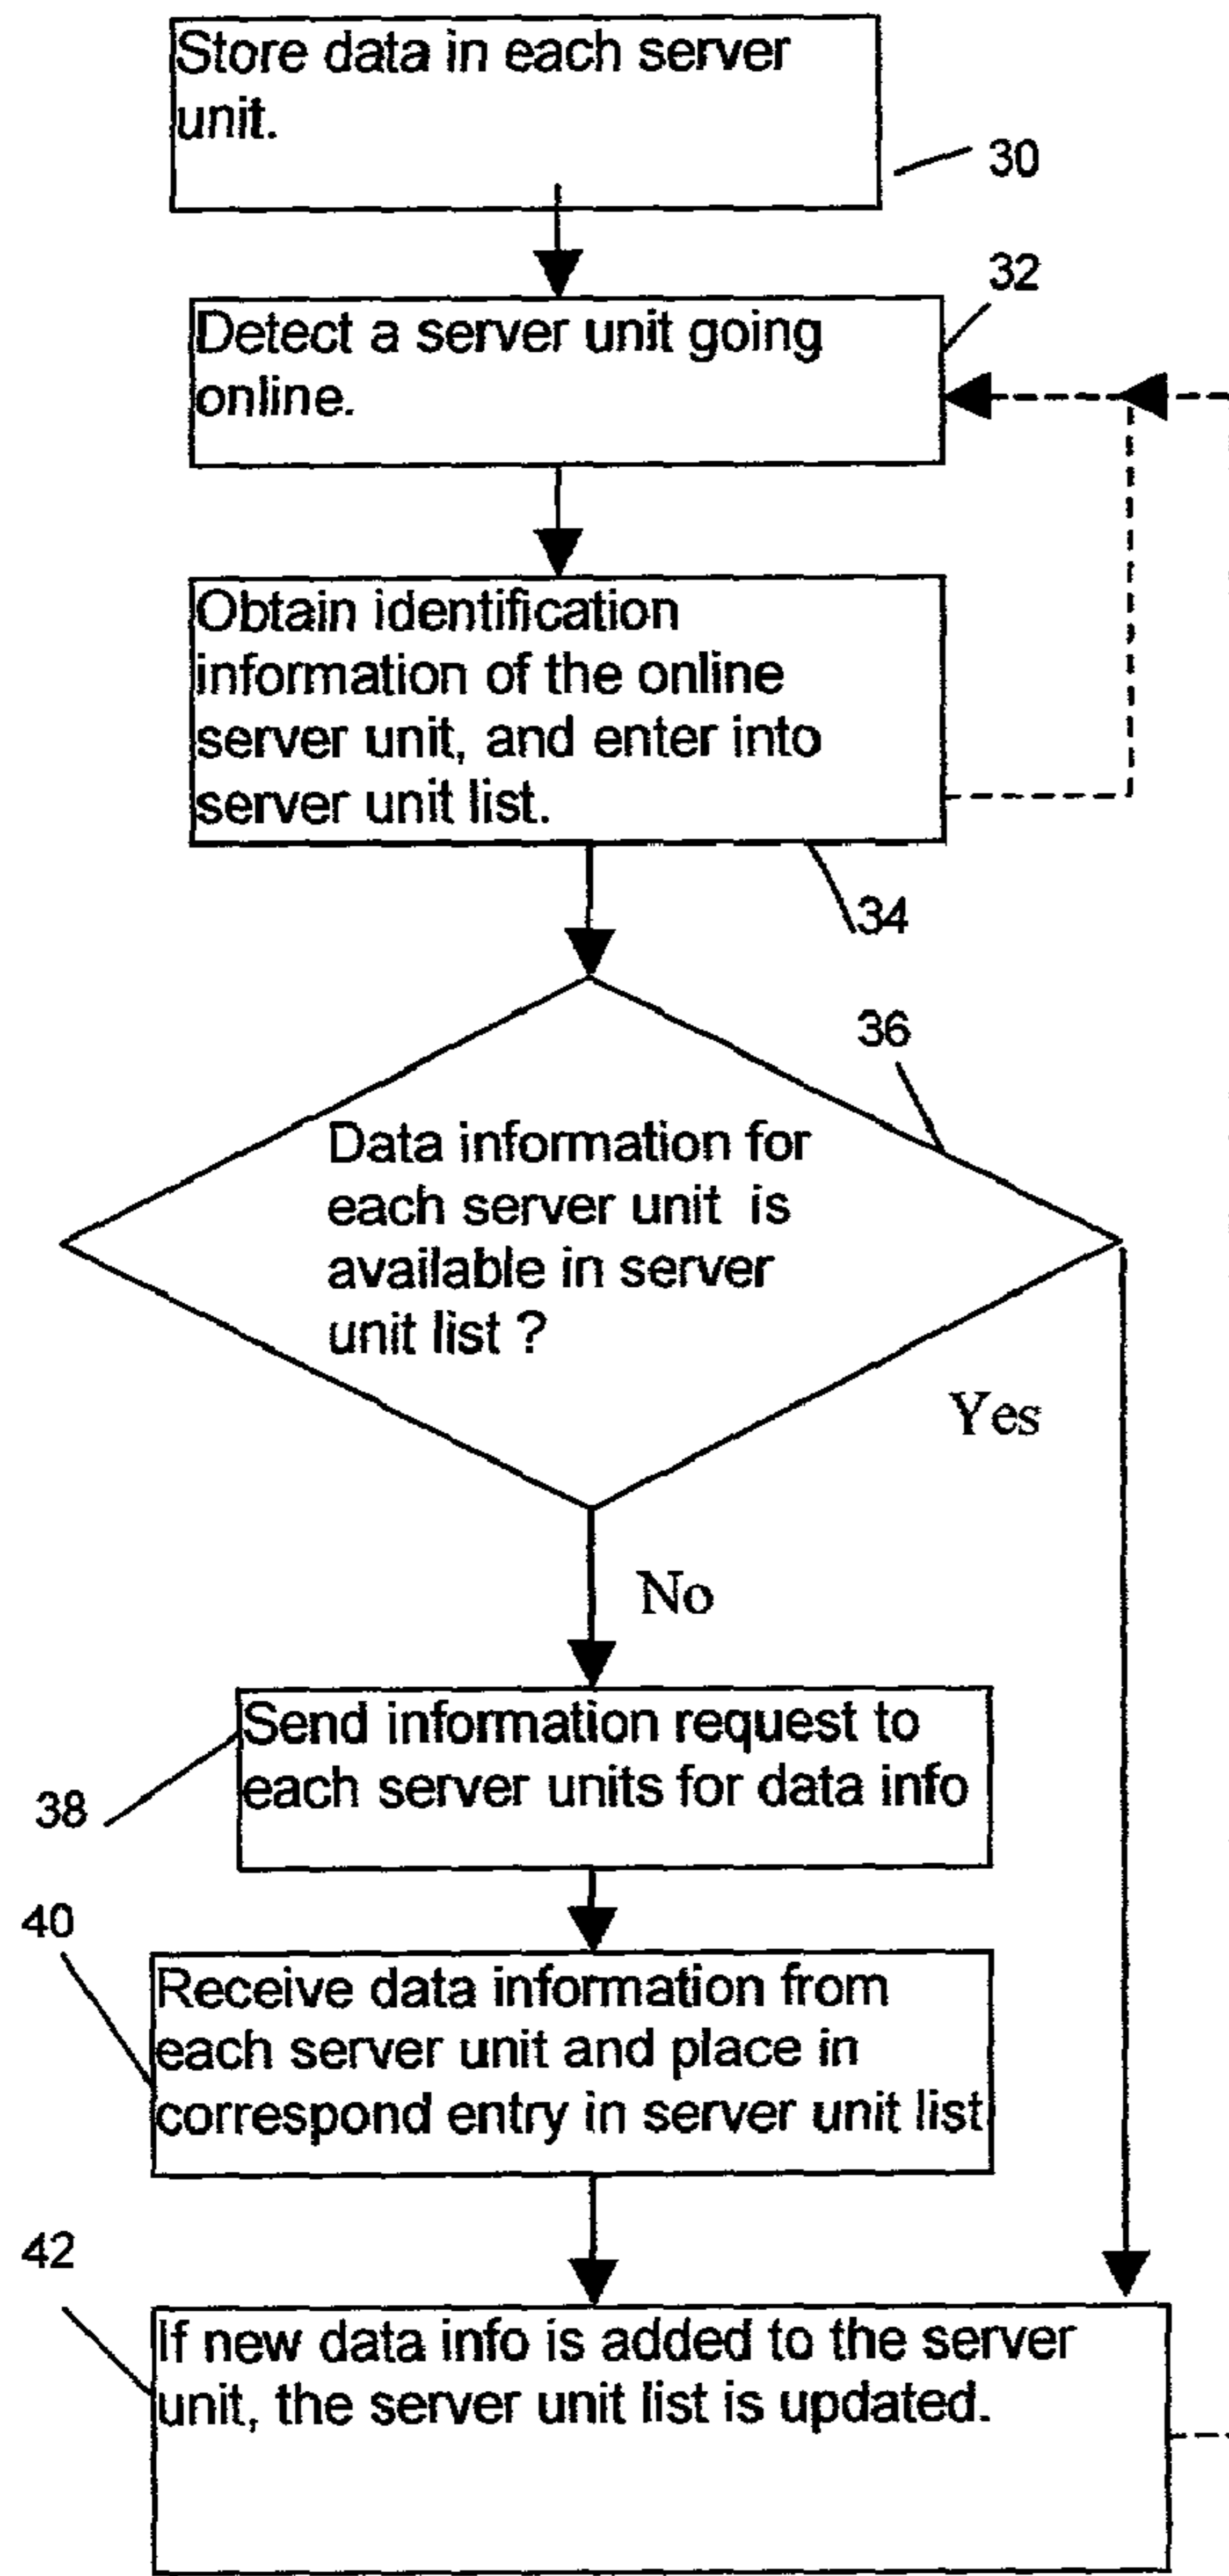 Store data in each server
unit.
30
32
Detect a server unit going
online.
Obtain identification
information of the online
server unit, and enter into
server unit list.
34
36
Data information for
each server unit is
available in server
unit list ?
Yes
No
Send information request to
each server units for data info
38
40
Receive data information from
each server unit and place in
correspond entry in server unit list
42
If new data info is added to the server
unit, the server unit list is updated.